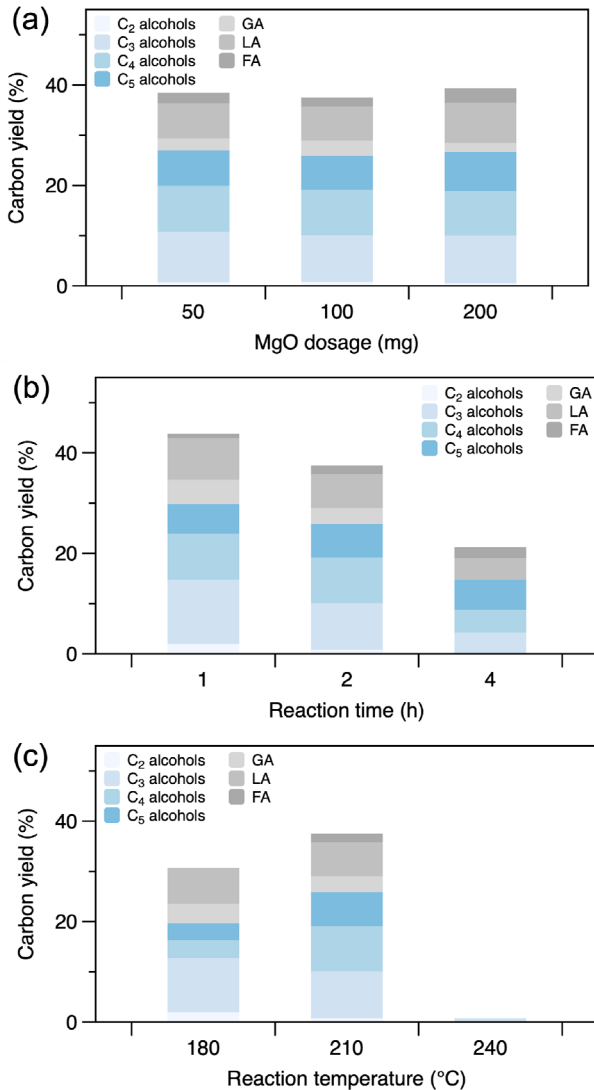 (a)
C₂ alcohols GA
C₃ alcohols LA
C₄ alcohols FA
C₅ alcohols
Carbon yield (%)
40
20
0
50 100 200
MgO dosage (mg)
(b)
C₂ alcohols GA
C₃ alcohols LA
C₄ alcohols FA
C₅ alcohols
Carbon yield (%)
40
20
0
1 2 4
Reaction time (h)
(c)
C₂ alcohols GA
C₃ alcohols LA
C₄ alcohols FA
C₅ alcohols
Carbon yield (%)
40
20
0
180 210 240
Reaction temperature (°C)